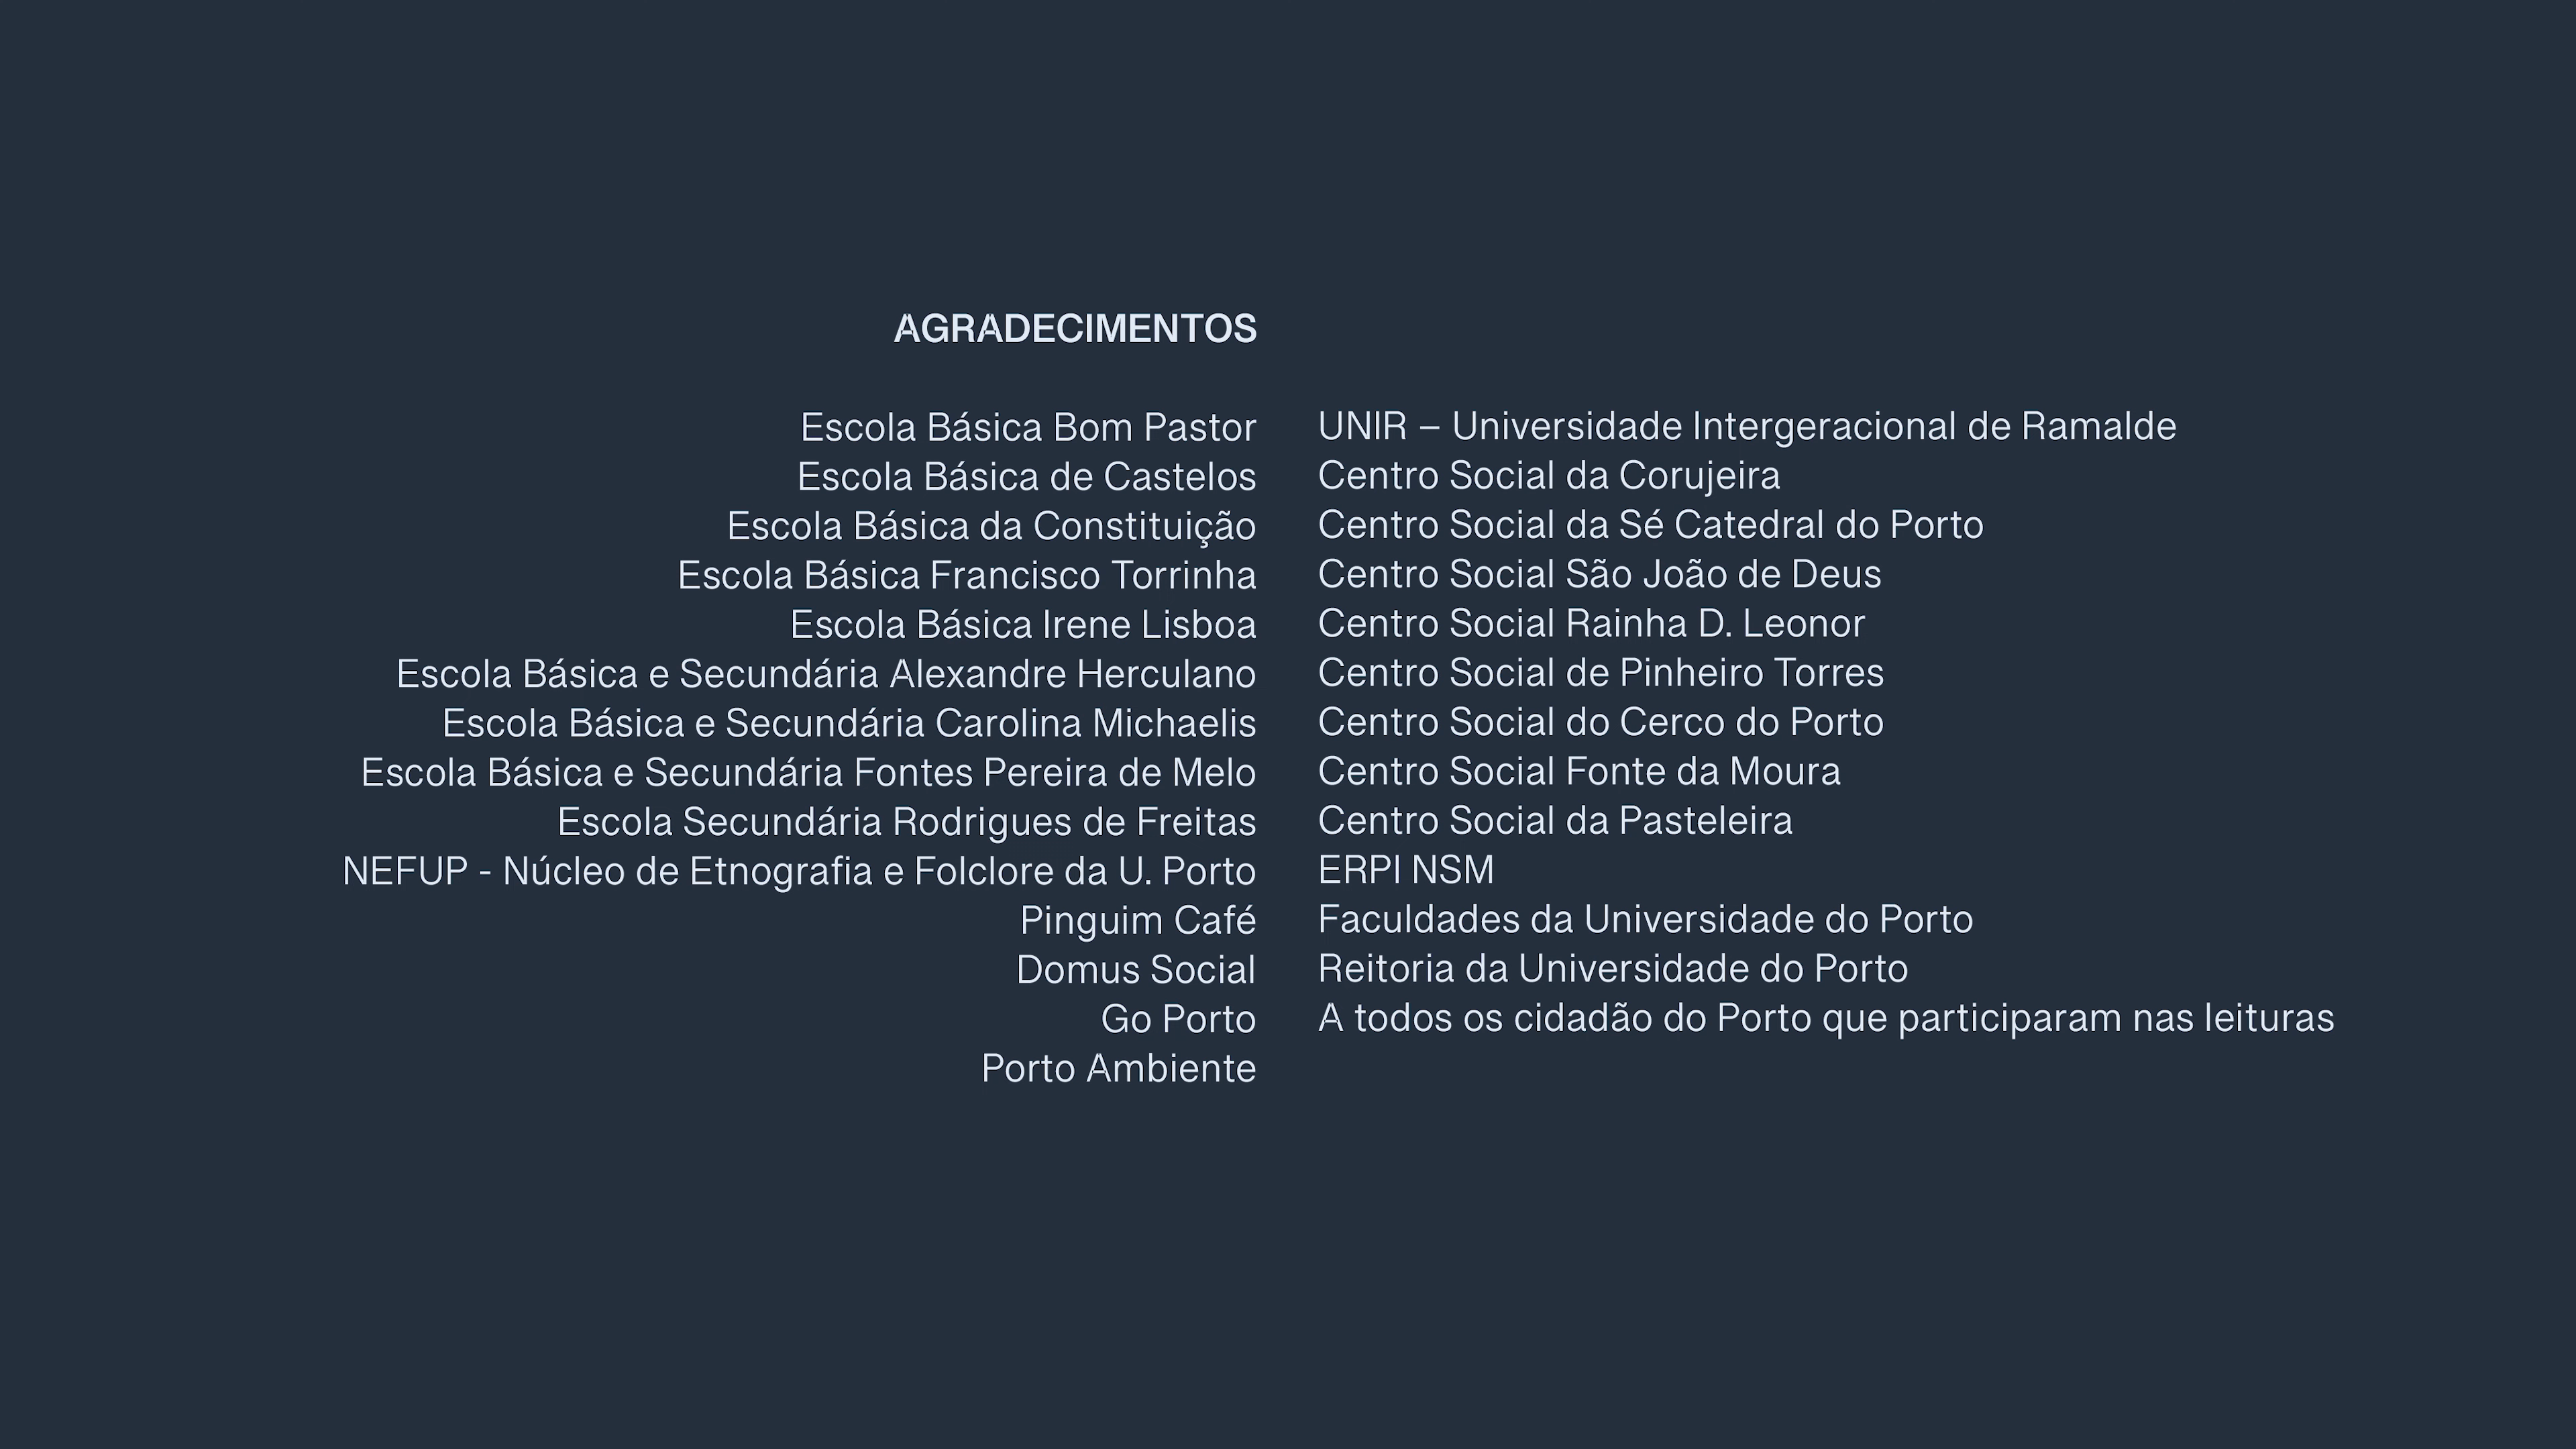 AGRADECIMENTOS
Escola Básica Bom Pastor
Escola Básica de Castelos
Escola Básica da Constituição
Escola Básica Francisco Torrinha
Escola Básica Irene Lisboa
Escola Básica e Secundária Alexandre Herculano
Escola Básica e Secundária Carolina Michaelis
Escola Básica e Secundária Fontes Pereira de Melo
Escola Secundária Rodrigues de Freitas
NEFUP - Núcleo de Etnografia e Folclore da U. Porto
Pinguim Café
Domus Social
Go Porto
Porto Ambiente
UNIR – Universidade Intergeracional de Ramalde
Centro Social da Corujeira
Centro Social da Sé Catedral do Porto
Centro Social São João de Deus
Centro Social Rainha D. Leonor
Centro Social de Pinheiro Torres
Centro Social do Cerco do Porto
Centro Social Fonte da Moura
Centro Social da Pasteleira
ERPI NSM
Faculdades da Universidade do Porto
Reitoria da Universidade do Porto
A todos os cidadão do Porto que participaram nas leituras